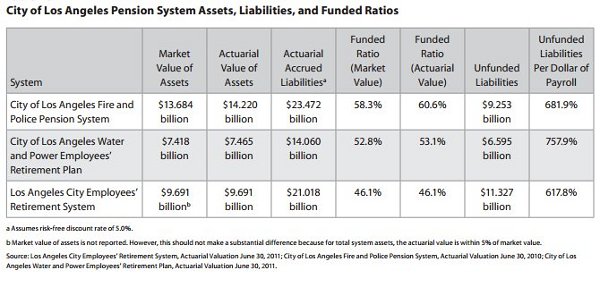 City of Los Angeles Pension System Assets, Liabilities, and Funded Ratios
System
Market
Value of
Assets
Actuarial
Value of
Assets
Actuarial
Accrued
Liabilitiesa
Funded
Ratio
(Market
Value)
Funded
Ratio
(Actuarial
Value)
Unfunded
Liabilities
Unfunded
Liabilities
Per Dollar of
Payroll
City of Los Angeles Fire and
Police Pension System
$13.684
billion
$14.220
billion
$23.472
billion
58.3%
60.6%
$9.253
billion
681.9%
City of Los Angeles Water
and Power Employees’
Retirement Plan
$7.418
billion
$7.465
billion
$14.060
billion
52.8%
53.1%
$6.595
billion
757.9%
Los Angeles City Employees’
Retirement System
$9.691
billionb
$9.691
billion
$21.018
billion
46.1%
46.1%
$11.327
billion
617.8%
a Assumes risk-free discount rate of 5.0%.
b Market value of assets is not reported. However, this should not make a substantial difference because for total system assets, the actuarial value is within 5% of market value.
Source: Los Angeles City Employees’ Retirement System, Actuarial Valuation June 30, 2011; City of Los Angeles Fire and Police Pension System, Actuarial Valuation June 30, 2010; City of Los
Angeles Water and Power Employees’ Retirement Plan, Actuarial Valuation June 30, 2011.